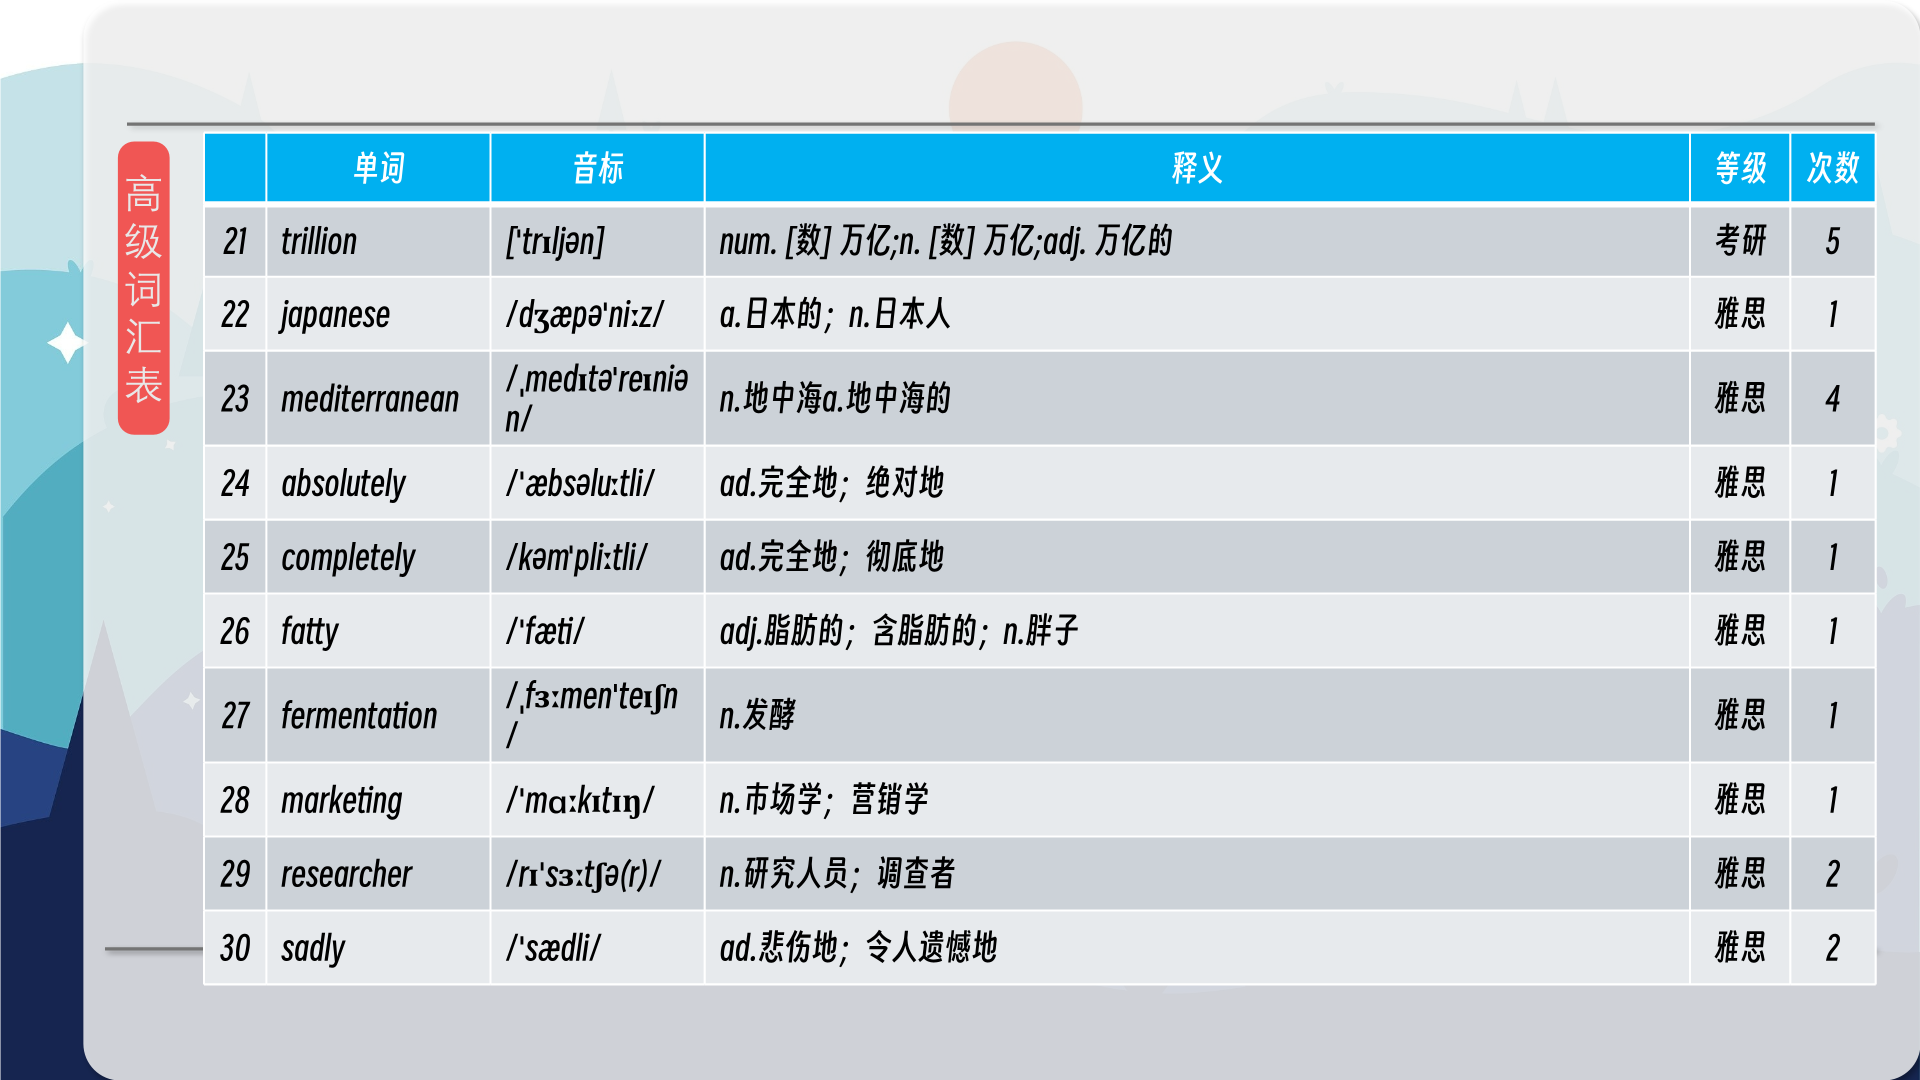 高级词汇表
单词 音标 释义 等级 次数
21 trillion ['trɪljən] num. [数] 万亿;n. [数] 万亿;adj. 万亿的 考研 5
22 japanese /dʒæpə'niːz/ a.日本的；n.日本人 雅思 1
23 mediterranean /ˌmedɪtə'reɪniə
n/ n.地中海a.地中海的 雅思 4
24 absolutely /'æbsəluːtli/ ad.完全地；绝对地 雅思 1
25 completely /kəm'pliːtli/ ad.完全地；彻底地 雅思 1
26 fatty /'fæti/ adj.脂肪的；含脂肪的；n.胖子 雅思 1
27 fermentation /ˌfɜːmen'teɪʃn
/ n.发酵 雅思 1
28 marketing /'mɑːkɪtɪŋ/ n.市场学；营销学 雅思 1
29 researcher /rɪ'sɜːtʃə(r)/ n.研究人员；调查者 雅思 2
30 sadly /'sædli/ ad.悲伤地；令人遗憾地 雅思 2